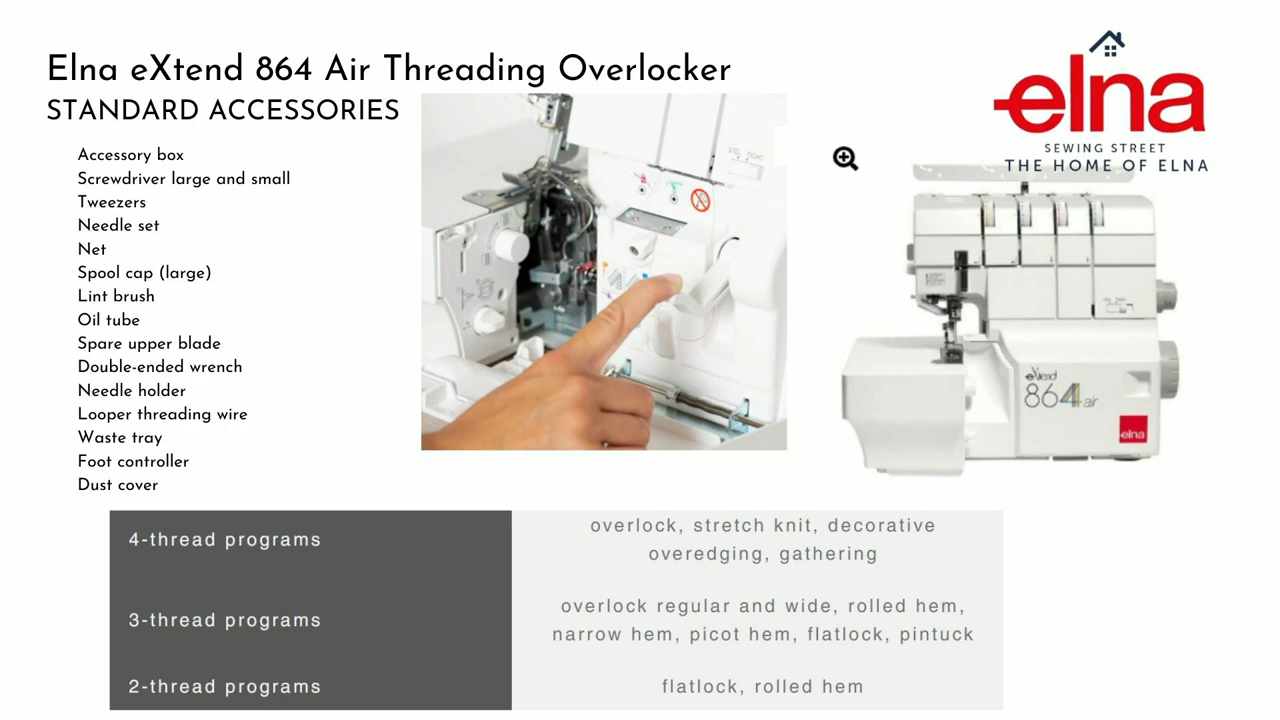 Elna eXtend 864 Air Threading Overlocker
STANDARD ACCESSORIES
Accessory box
Screwdriver large and small
Tweezers
Needle set
Net
Spool cap (large)
Lint brush
Oil tube
Spare upper blade
Double-ended wrench
Needle holder
Looper threading wire
Waste tray
Foot controller
Dust cover
STD. TIGHT
elna
SEWING STREET
THE HOME OF ELNA
eXtend
864 air
elna
4-thread programs
overlock, stretch knit, decorative
overedging, gathering
3-thread programs
overlock regular and wide, rolled hem,
narrow hem, picot hem, flatlock, pintuck
2-thread programs
flatlock, rolled hem